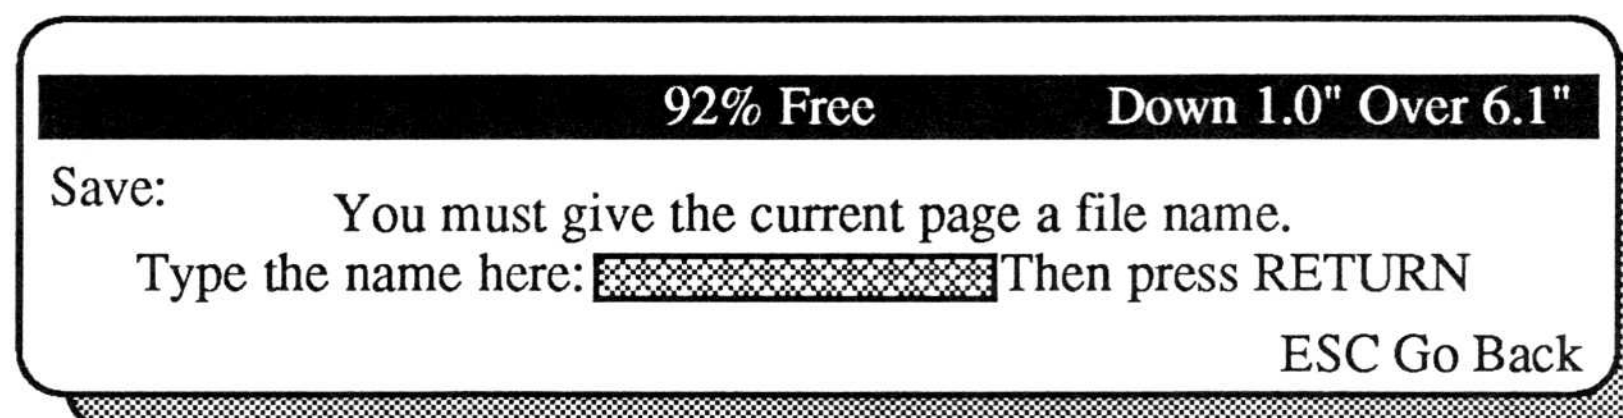 92% Free Down 1.0" Over 6.1"
Save:
You must give the current page a file name.
Type the name here: Then press RETURN
ESC Go Back